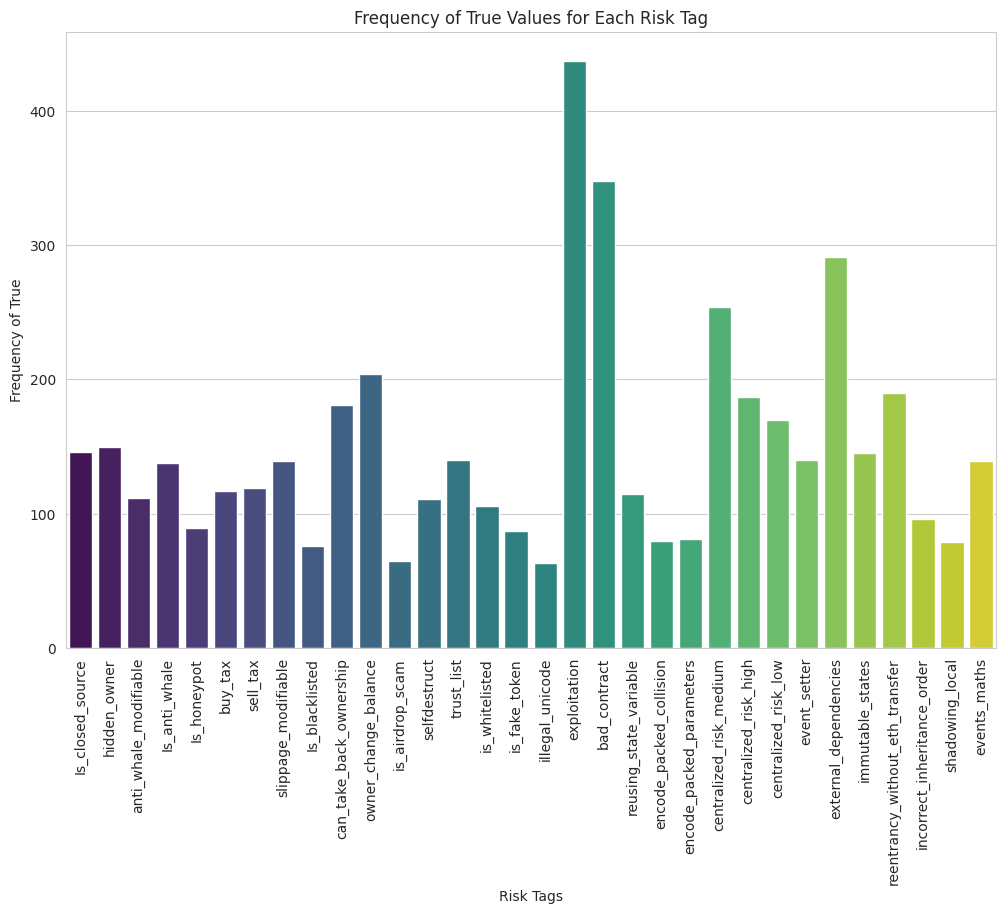 Frequency of True Values for Each Risk Tag
Frequency of True
400
300
200
100
0
Is_closed_source
hidden_owner
anti_whale_modifiable
Is_anti_whale
Is_honeypot
buy_tax
sell_tax
slippage_modifiable
Is_blacklisted
can_take_back_ownership
owner_change_balance
is_airdrop_scam
selfdestruct
trust_list
is_whitelisted
is_fake_token
illegal_unicode
exploitation
bad_contract
reusing_state_variable
encode_packed_collision
encode_packed_parameters
centralized_risk_medium
centralized_risk_high
centralized_risk_low
event_setter
external_dependencies
immutable_states
reentrancy_without_eth_transfer
incorrect_inheritance_order
shadowing_local
events_maths
Risk Tags